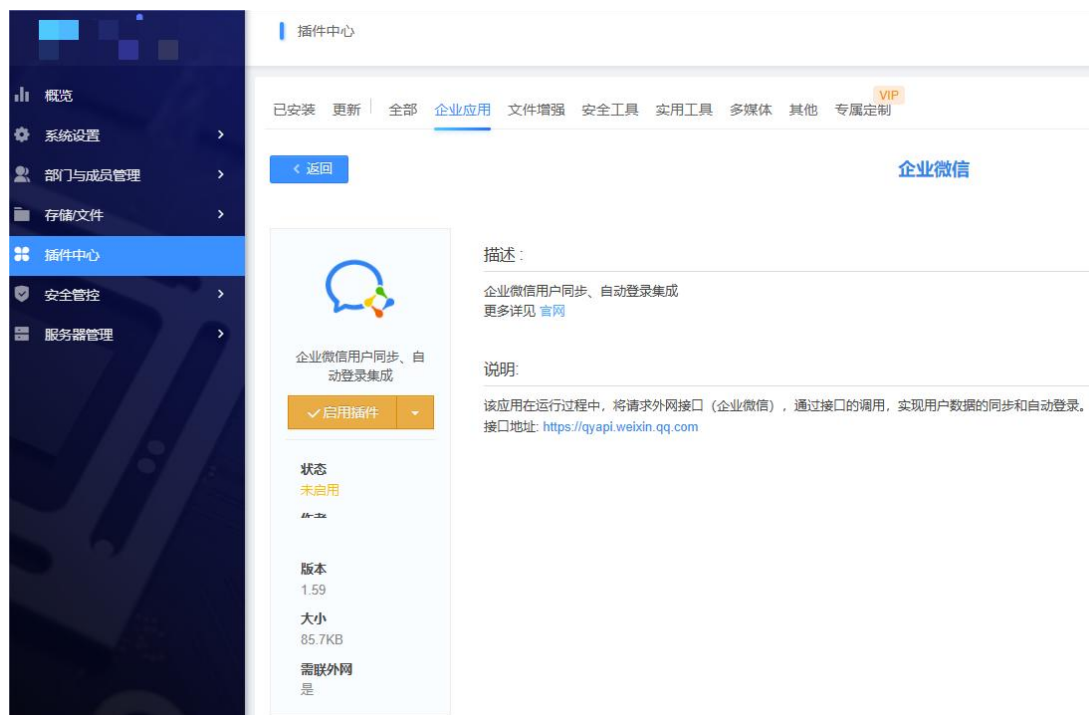 插件中心
概览
系统设置
部门与成员管理
存储/文件
插件中心
安全管控
服务器管理
已安装 更新 全部 企业应用 文件增强 安全工具 实用工具 多媒体 其他 专属定制 VIP
返回
企业微信
企业微信用户同步、自
动登录集成
启用插件
状态
未启用
版本
1.59
大小
85.7KB
需联外网
是
描述 :
企业微信用户同步、自动登录集成
更多详见 官网
说明:
该应用在运行过程中，将请求外网接口（企业微信），通过接口的调用，实现用户数据的同步和自动登录。
接口地址: https://qyapi.weixin.qq.com